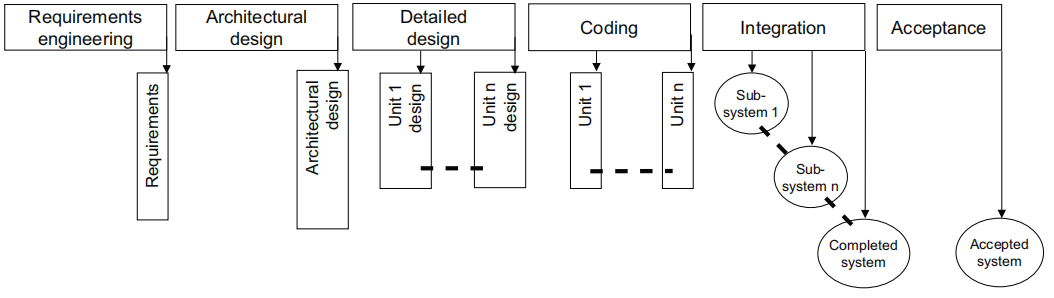 Requirements
engineering
Architectural
design
Detailed
design
Coding
Integration
Acceptance
Requirements
Architectural
design
Unit 1
design
Unit n
design
Unit 1
Unit n
Sub-
system 1
Sub-
system n
Completed
system
Accepted
system